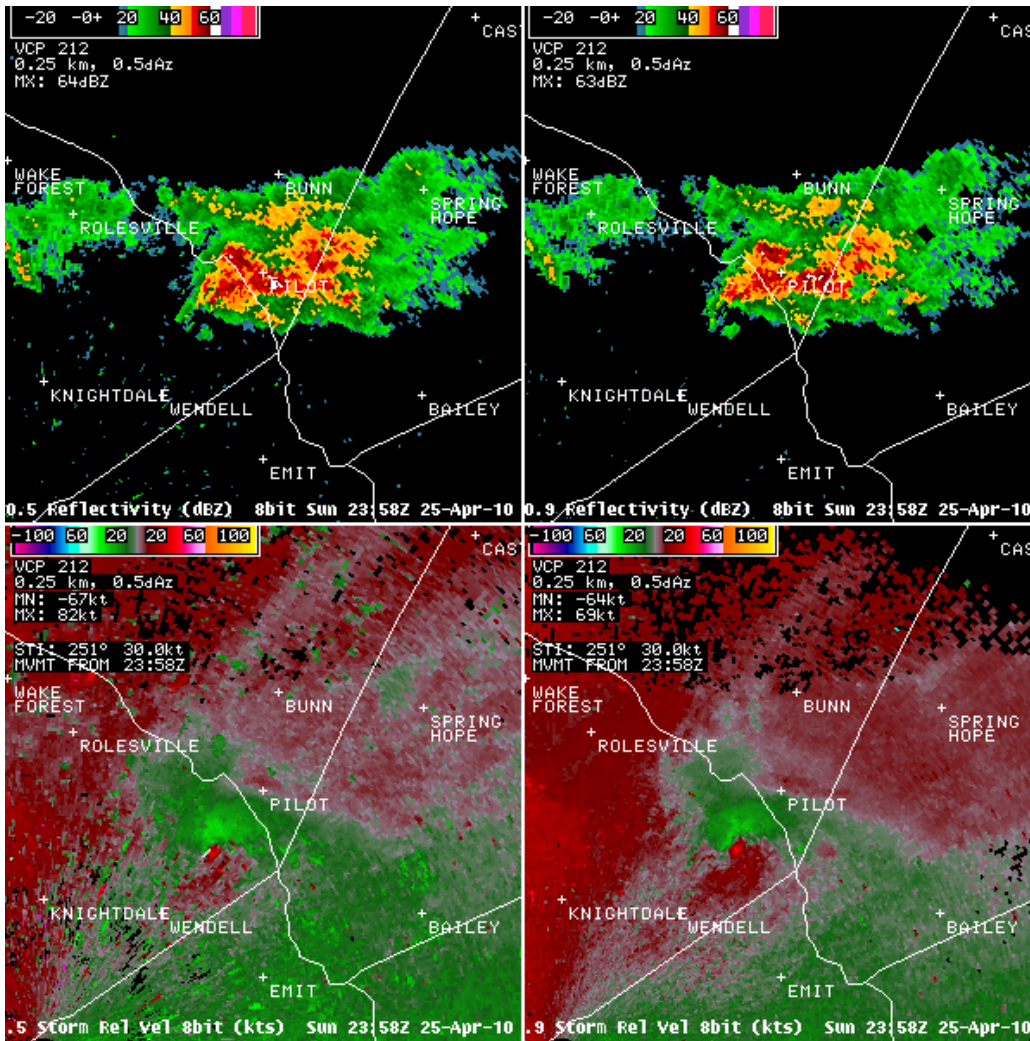 -20 -0+ 20 40 60
VCP 212
0.25 km, 0.5dAz
MX: 64dBZ
CAS
WAKE
FOREST
BUNN
ROLESVILLE
SPRING
HOPE
PILOT
KNIGHTDALE
WENDELL
BAILEY
EMIT
0.5 Reflectivity (dBZ) 8bit Sun 23:58Z 25-Apr-10
-20 -0+ 20 40 60
VCP 212
0.25 km, 0.5dAz
MX: 63dBZ
CAS
WAKE
FOREST
BUNN
ROLESVILLE
SPRING
HOPE
PILOT
KNIGHTDALE
WENDELL
BAILEY
EMIT
0.9 Reflectivity (dBZ) 8bit Sun 23:58Z 25-Apr-10
-100 60 20 20 60 100
VCP 212
0.25 km, 0.5dAz
MN: -67kt
MX: 82kt
CAS
STI: 251° 30.0kt
MVMT FROM 23:58Z
WAKE
FOREST
BUNN
ROLESVILLE
SPRING
HOPE
PILOT
KNIGHTDALE
WENDELL
BAILEY
EMIT
.5 Storm Rel Vel 8bit (kts) Sun 23:58Z 25-Apr-10
-100 60 20 20 60 100
VCP 212
0.25 km, 0.5dAz
MN: -64kt
MX: 69kt
CAS
STI: 251° 30.0kt
MVMT FROM 23:58Z
WAKE
FOREST
BUNN
ROLESVILLE
SPRING
HOPE
PILOT
KNIGHTDALE
WENDELL
BAILEY
EMIT
.9 Storm Rel Vel 8bit (kts) Sun 23:58Z 25-Apr-10